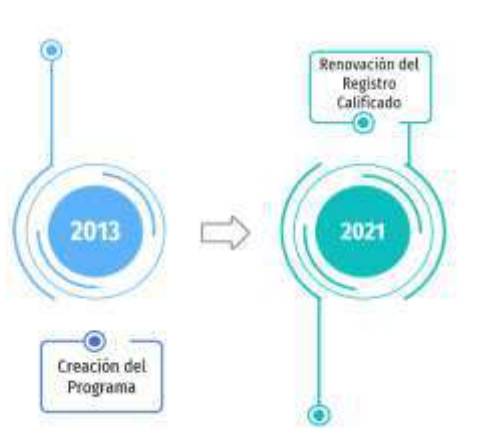 Renovación del
Registro
Calificado
2013
2021
Creación del
Programa